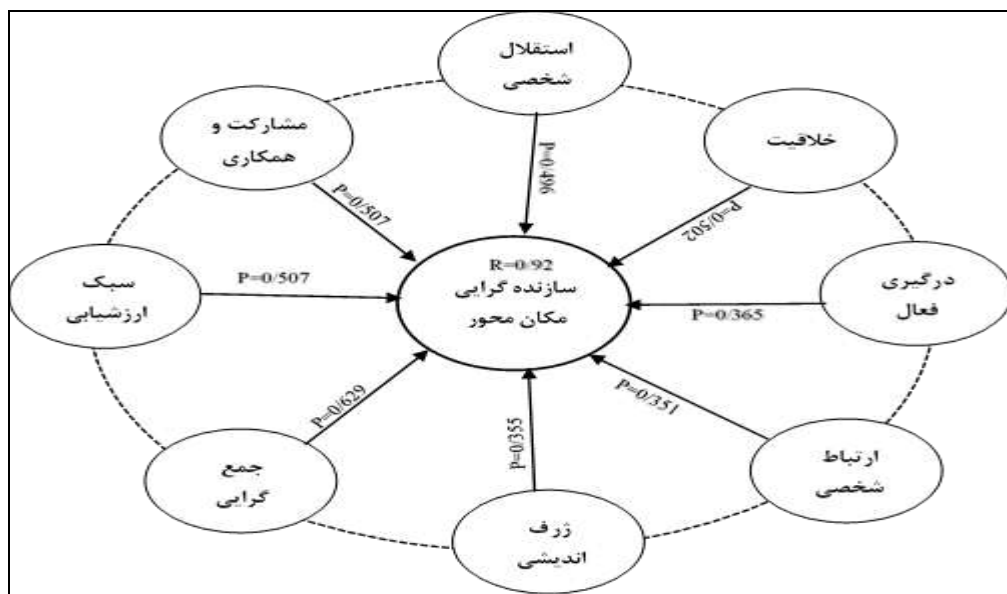 استقلال
شخصی
P=0/496
خلاقیت
P=0/502
درگیری
فعال
P=0/365
ارتباط
شخصی
P=0/351
ژرف
اندیشی
P=0/355
جمع
گرایی
P=0/629
سبک
ارزشیابی
P=0/507
مشارکت و
همکاری
P=0/507
R=0/92
سازنده گرایی
مکان محور